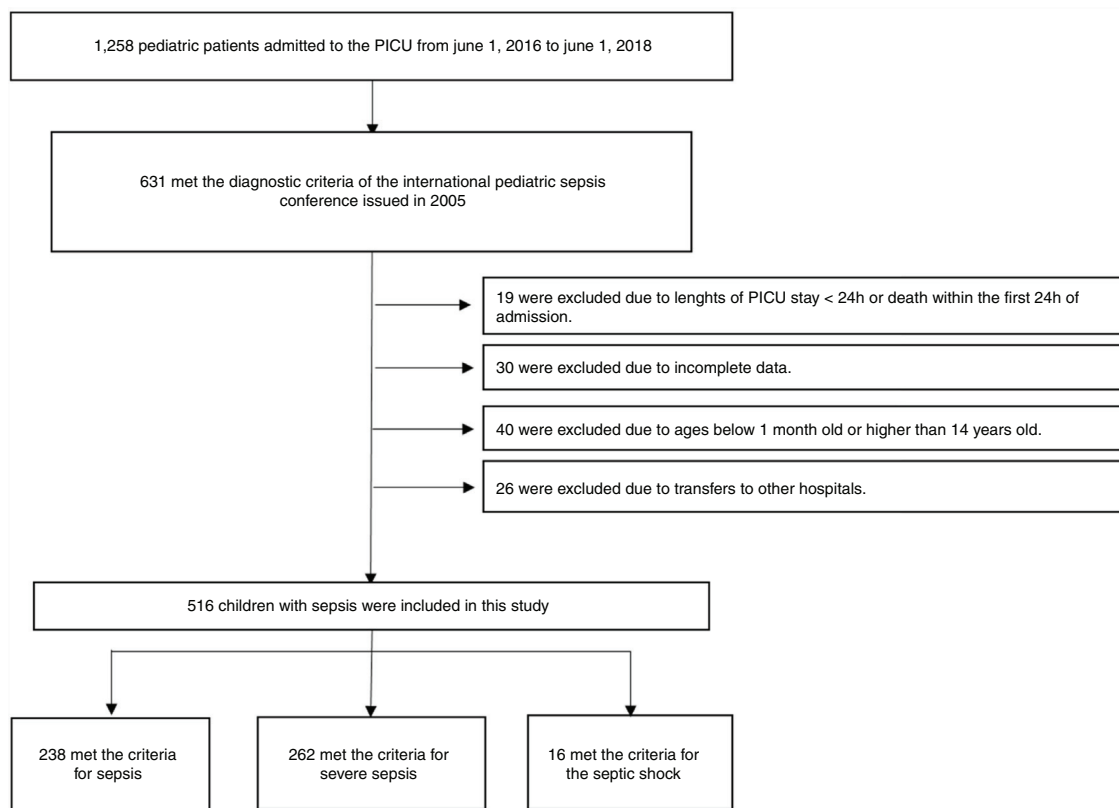 1,258 pediatric patients admitted to the PICU from june 1, 2016 to june 1, 2018
631 met the diagnostic criteria of the international pediatric sepsis
conference issued in 2005
19 were excluded due to lenghts of PICU stay < 24h or death within the first 24h of
admission.
30 were excluded due to incomplete data.
40 were excluded due to ages below 1 month old or higher than 14 years old.
26 were excluded due to transfers to other hospitals.
516 children with sepsis were included in this study
238 met the criteria
for sepsis
262 met the criteria for
severe sepsis
16 met the criteria for
the septic shock